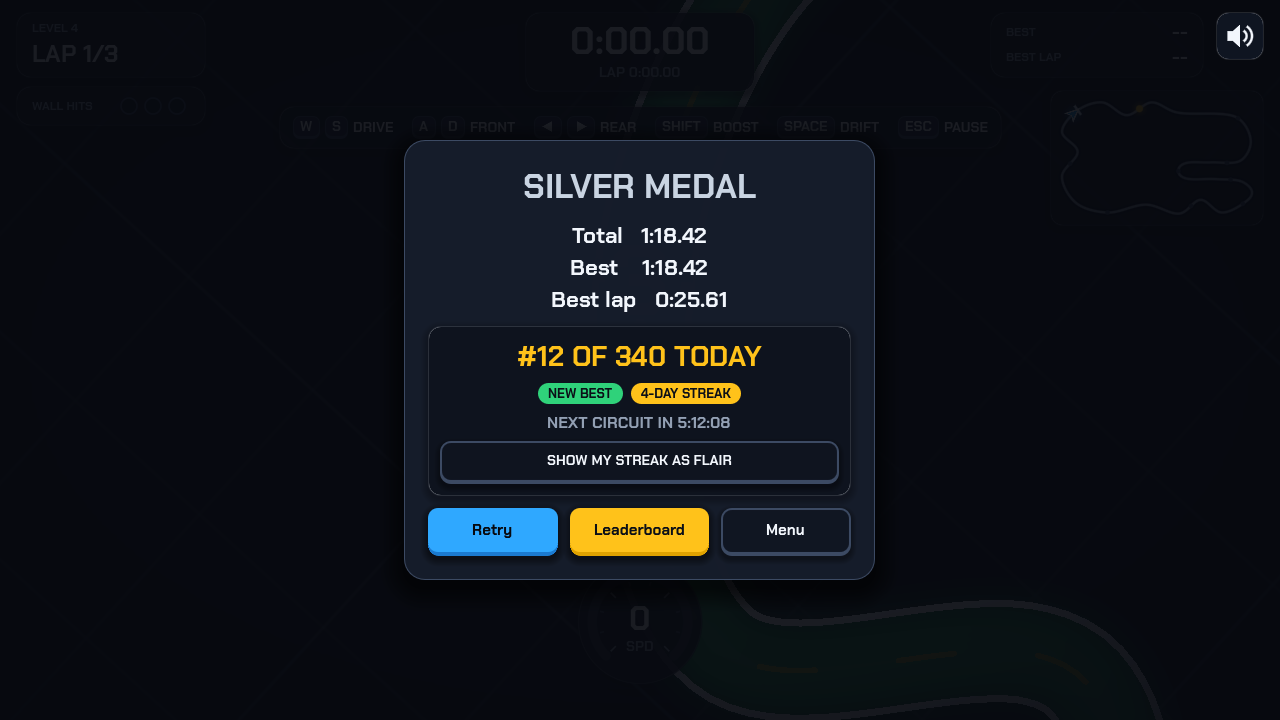 LEVEL 4
LAP 1/3
WALL HITS
0:00.00
LAP 0:00.00
BEST --
BEST LAP --
W S DRIVE A D FRONT ◀ ▶ REAR SHIFT BOOST SPACE DRIFT ESC PAUSE
SILVER MEDAL
Total 1:18.42
Best 1:18.42
Best lap 0:25.61
#12 OF 340 TODAY
NEW BEST 4-DAY STREAK
NEXT CIRCUIT IN 5:12:08
SHOW MY STREAK AS FLAIR
Retry Leaderboard Menu
0
SPD